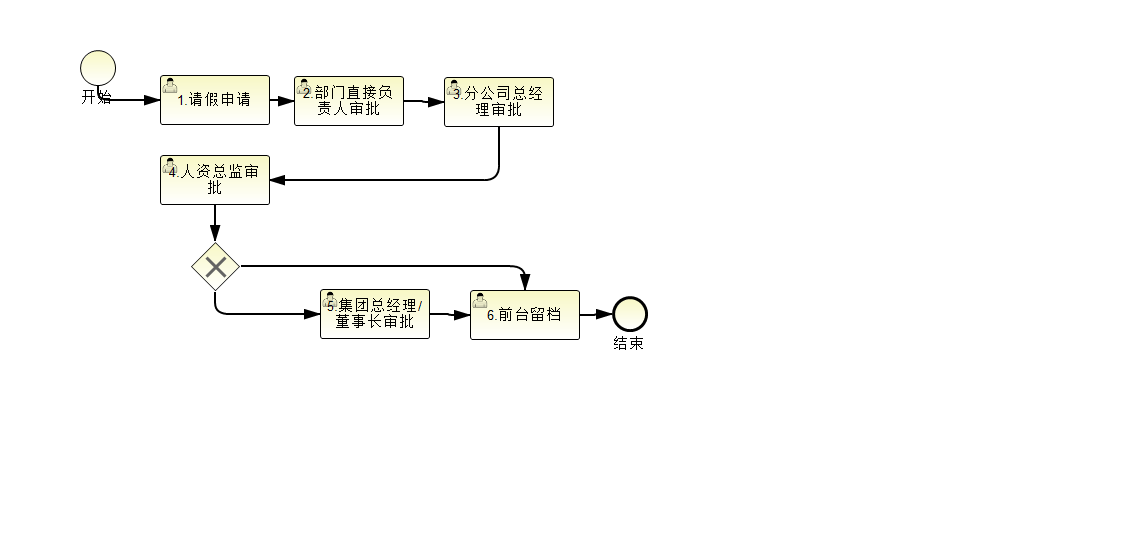 开始
1.请假申请
2.部门直接负
责人审批
3.分公司总经
理审批
4.人资总监审
批
5.集团总经理/
董事长审批
6.前台留档
结束